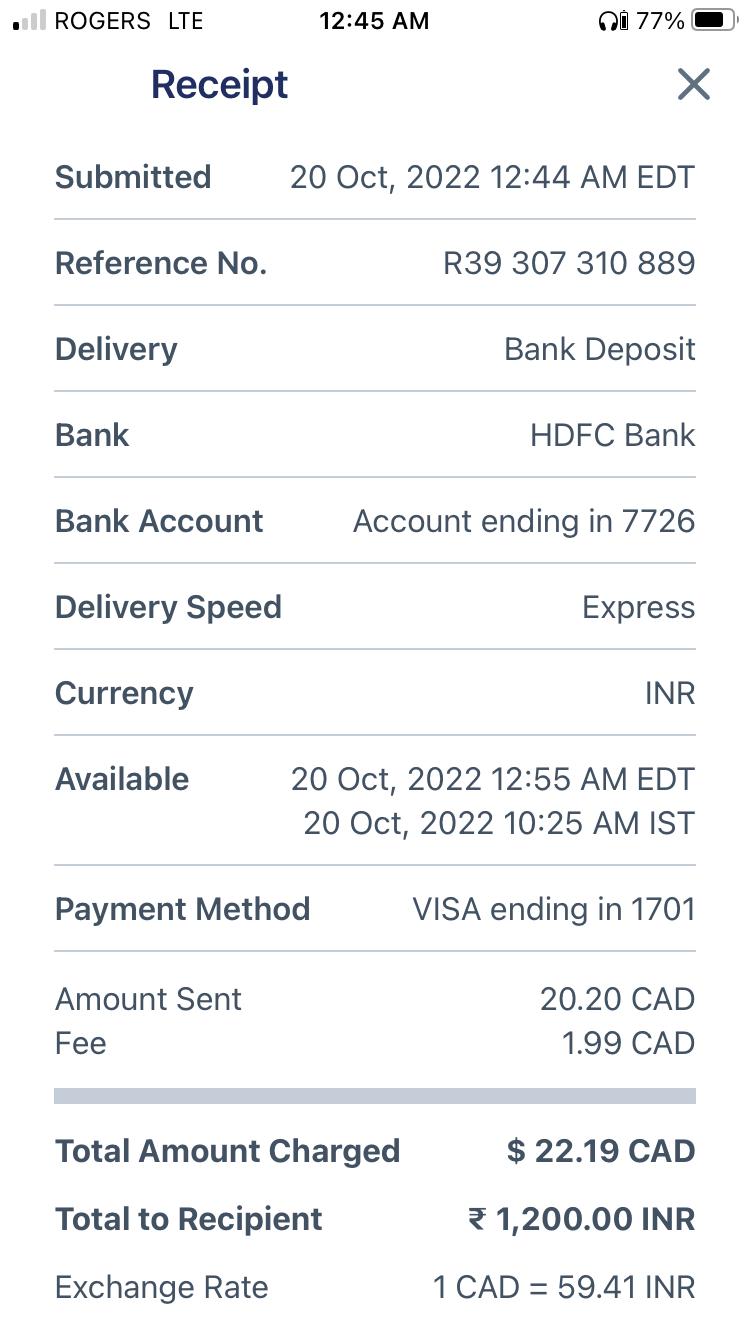 ROGERS LTE 12:45 AM 77%
Receipt
Submitted 20 Oct, 2022 12:44 AM EDT
Reference No. R39 307 310 889
Delivery Bank Deposit
Bank HDFC Bank
Bank Account Account ending in 7726
Delivery Speed Express
Currency INR
Available 20 Oct, 2022 12:55 AM EDT
20 Oct, 2022 10:25 AM IST
Payment Method VISA ending in 1701
Amount Sent 20.20 CAD
Fee 1.99 CAD
Total Amount Charged $ 22.19 CAD
Total to Recipient ₹ 1,200.00 INR
Exchange Rate 1 CAD = 59.41 INR